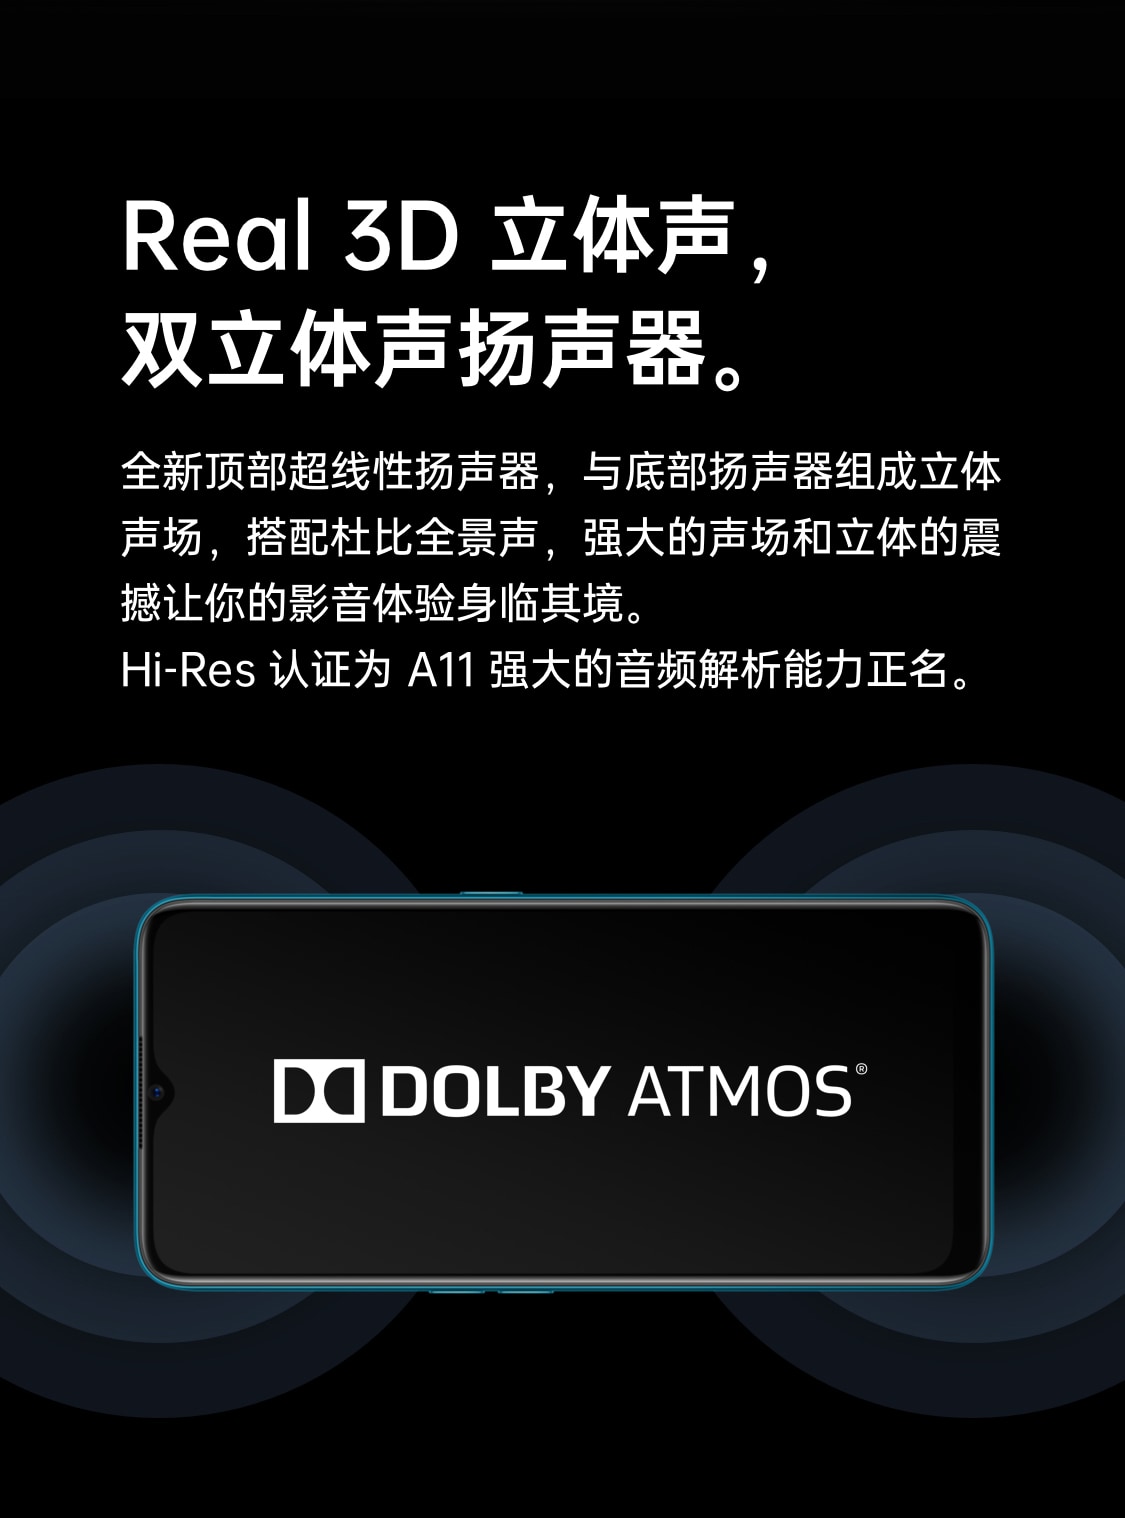 Real 3D 立体声，
双立体声扬声器。
全新顶部超线性扬声器，与底部扬声器组成立体
声场，搭配杜比全景声，强大的声场和立体的震
撼让你的影音体验身临其境。
Hi-Res 认证为 A11 强大的音频解析能力正名。
DOLBY ATMOS®